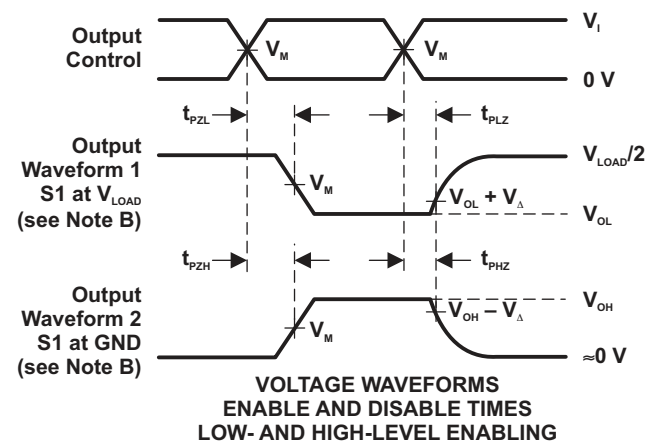 Output
Control
V_M
V_M
V_I
0 V
t_PZL
t_PLZ
Output
Waveform 1
S1 at V_LOAD
(see Note B)
V_M
V_OL + V_Δ
V_LOAD/2
V_OL
t_PZH
t_PHZ
Output
Waveform 2
S1 at GND
(see Note B)
V_M
V_OH − V_Δ
V_OH
≈0 V
VOLTAGE WAVEFORMS
ENABLE AND DISABLE TIMES
LOW- AND HIGH-LEVEL ENABLING